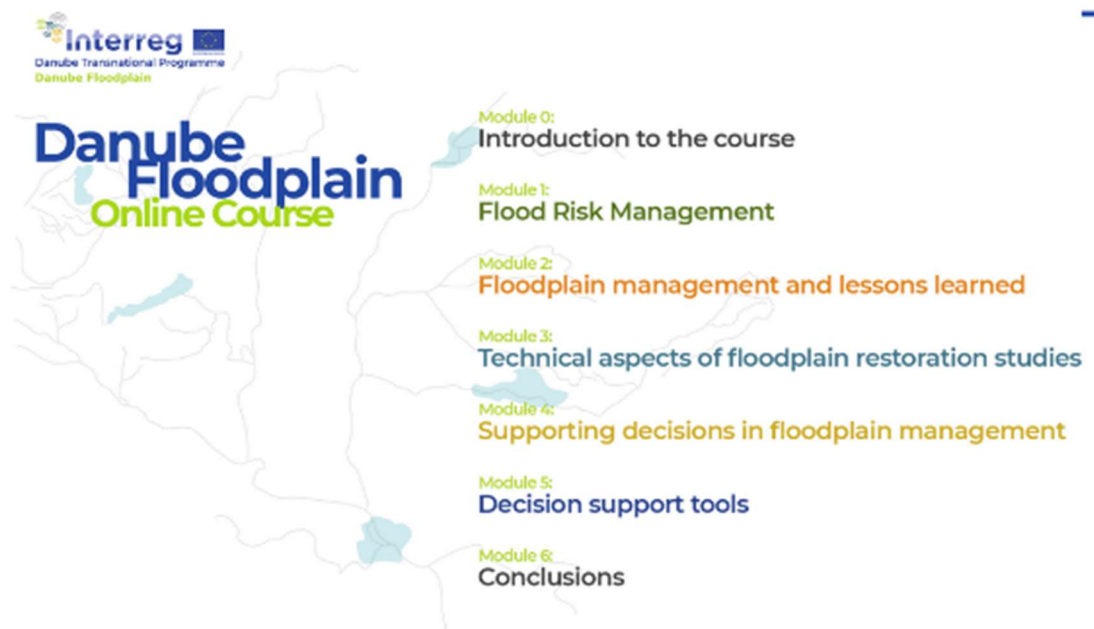 Interreg
Danube Transnational Programme
Danube Floodplain
Danube
Floodplain
Online Course
Module 0:
Introduction to the course
Module 1:
Flood Risk Management
Module 2:
Floodplain management and lessons learned
Module 3:
Technical aspects of floodplain restoration studies
Module 4:
Supporting decisions in floodplain management
Module 5:
Decision support tools
Module 6:
Conclusions